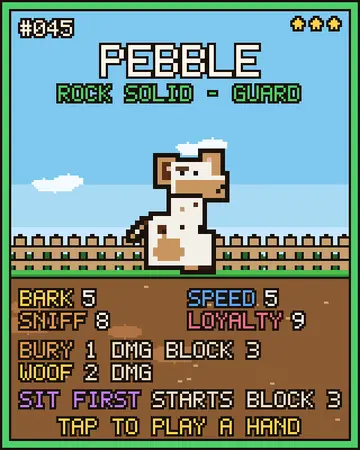 #045
PEBBLE
ROCK SOLID - GUARD
BARK 5 SPEED 5
SNIFF 8 LOYALTY 9
BURY 1 DMG BLOCK 3
WOOF 2 DMG
SIT FIRST STARTS BLOCK 3
TAP TO PLAY A HAND